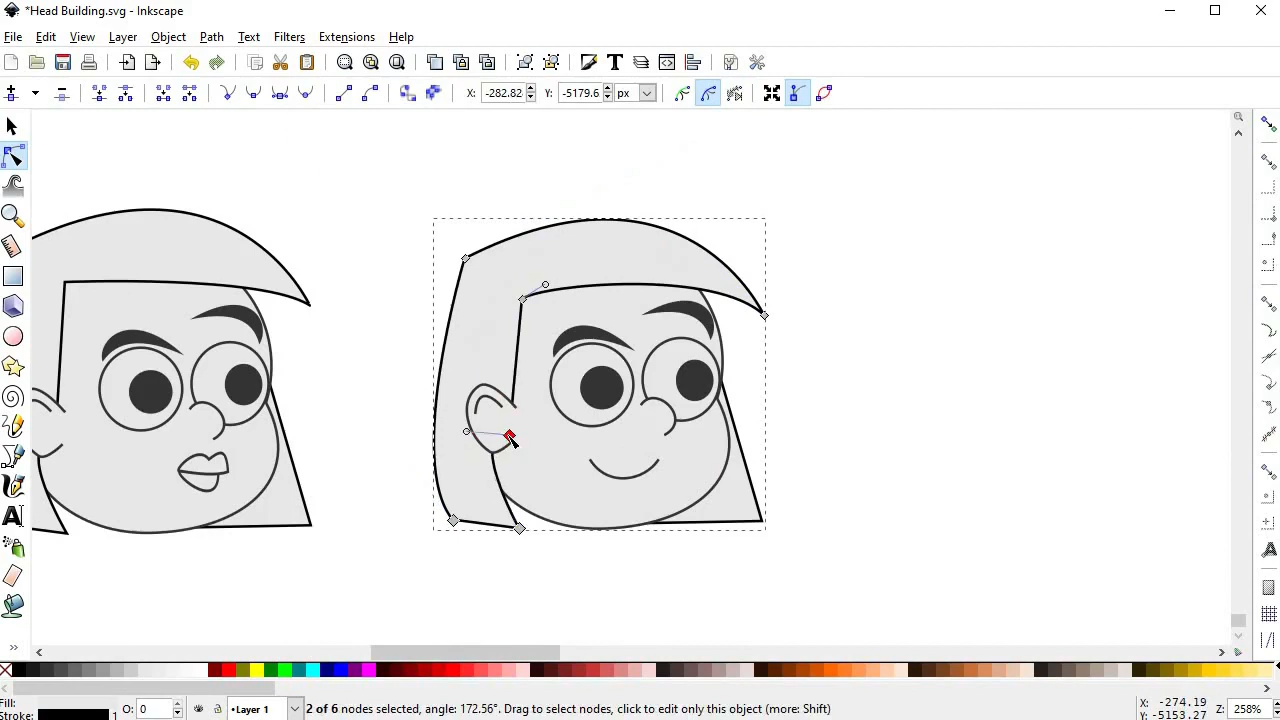 *Head Building.svg - Inkscape
File Edit View Layer Object Path Text Filters Extensions Help
X: -282.82 Y: -5179.6 px
Fill:
Stroke: 1 O: 0 •Layer 1 2 of 6 nodes selected, angle: 172.56°. Drag to select nodes, click to edit only this object (more: Shift) X: -274.19 Z: 258%
Y: -5153.27